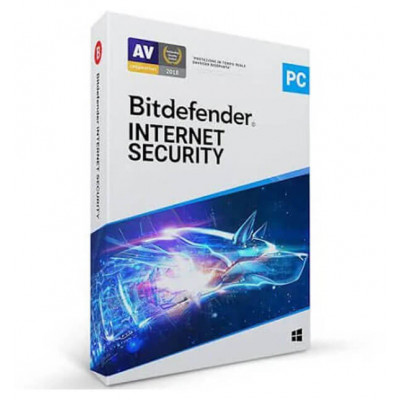 AV
2018
PC
Bitdefender®
INTERNET
SECURITY
Bitdefender INTERNET SECURITY